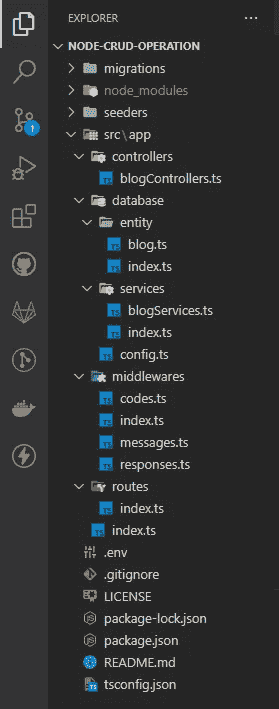 EXPLORER ...
NODE-CRUD-OPERATION
migrations
node_modules
seeders
src\app
controllers
TS blogControllers.ts
database
entity
TS blog.ts
TS index.ts
services
TS blogServices.ts
TS index.ts
TS config.ts
middlewares
TS codes.ts
TS index.ts
TS messages.ts
TS responses.ts
routes
TS index.ts
TS index.ts
.env
.gitignore
LICENSE
package-lock.json
package.json
README.md
TS tsconfig.json
1